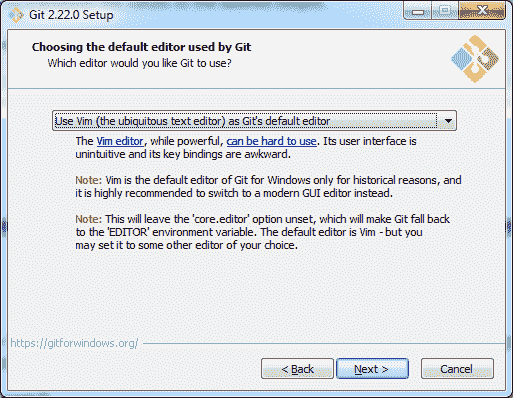 Git 2.22.0 Setup
Choosing the default editor used by Git
Which editor would you like Git to use?
Use Vim (the ubiquitous text editor) as Git's default editor
The Vim editor, while powerful, can be hard to use. Its user interface is
unintuitive and its key bindings are awkward.
Note: Vim is the default editor of Git for Windows only for historical reasons, and
it is highly recommended to switch to a modern GUI editor instead.
Note: This will leave the 'core.editor' option unset, which will make Git fall back
to the 'EDITOR' environment variable. The default editor is Vim - but you
may set it to some other editor of your choice.
https://gitforwindows.org/
< Back
Next >
Cancel